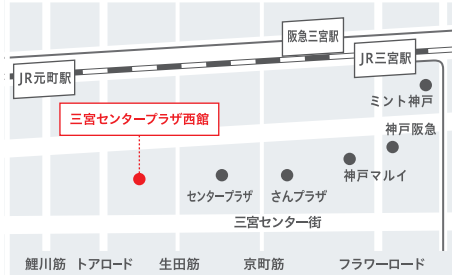 阪急三宮駅
JR三宮駅
JR元町駅
ミント神戸
三宮センタープラザ西館
神戸阪急
神戸マルイ
センタープラザ
さんプラザ
三宮センター街
鯉川筋
トアロード
生田筋
京町筋
フラワーロード